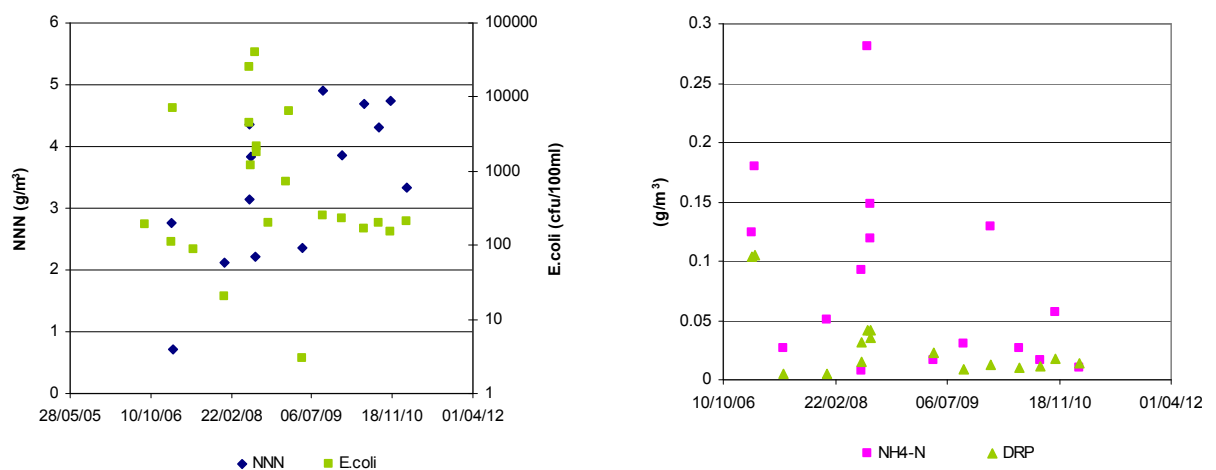 6
5
4
3
2
1
0
NNN (g/m³)
100000
10000
1000
100
10
1
E.coli (cfu/100ml)
28/05/05 10/10/06 22/02/08 06/07/09 18/11/10 01/04/12
NNN E.coli
0.3
0.25
0.2
0.15
0.1
0.05
0
(g/m³)
10/10/06 22/02/08 06/07/09 18/11/10 01/04/12
NH4-N DRP